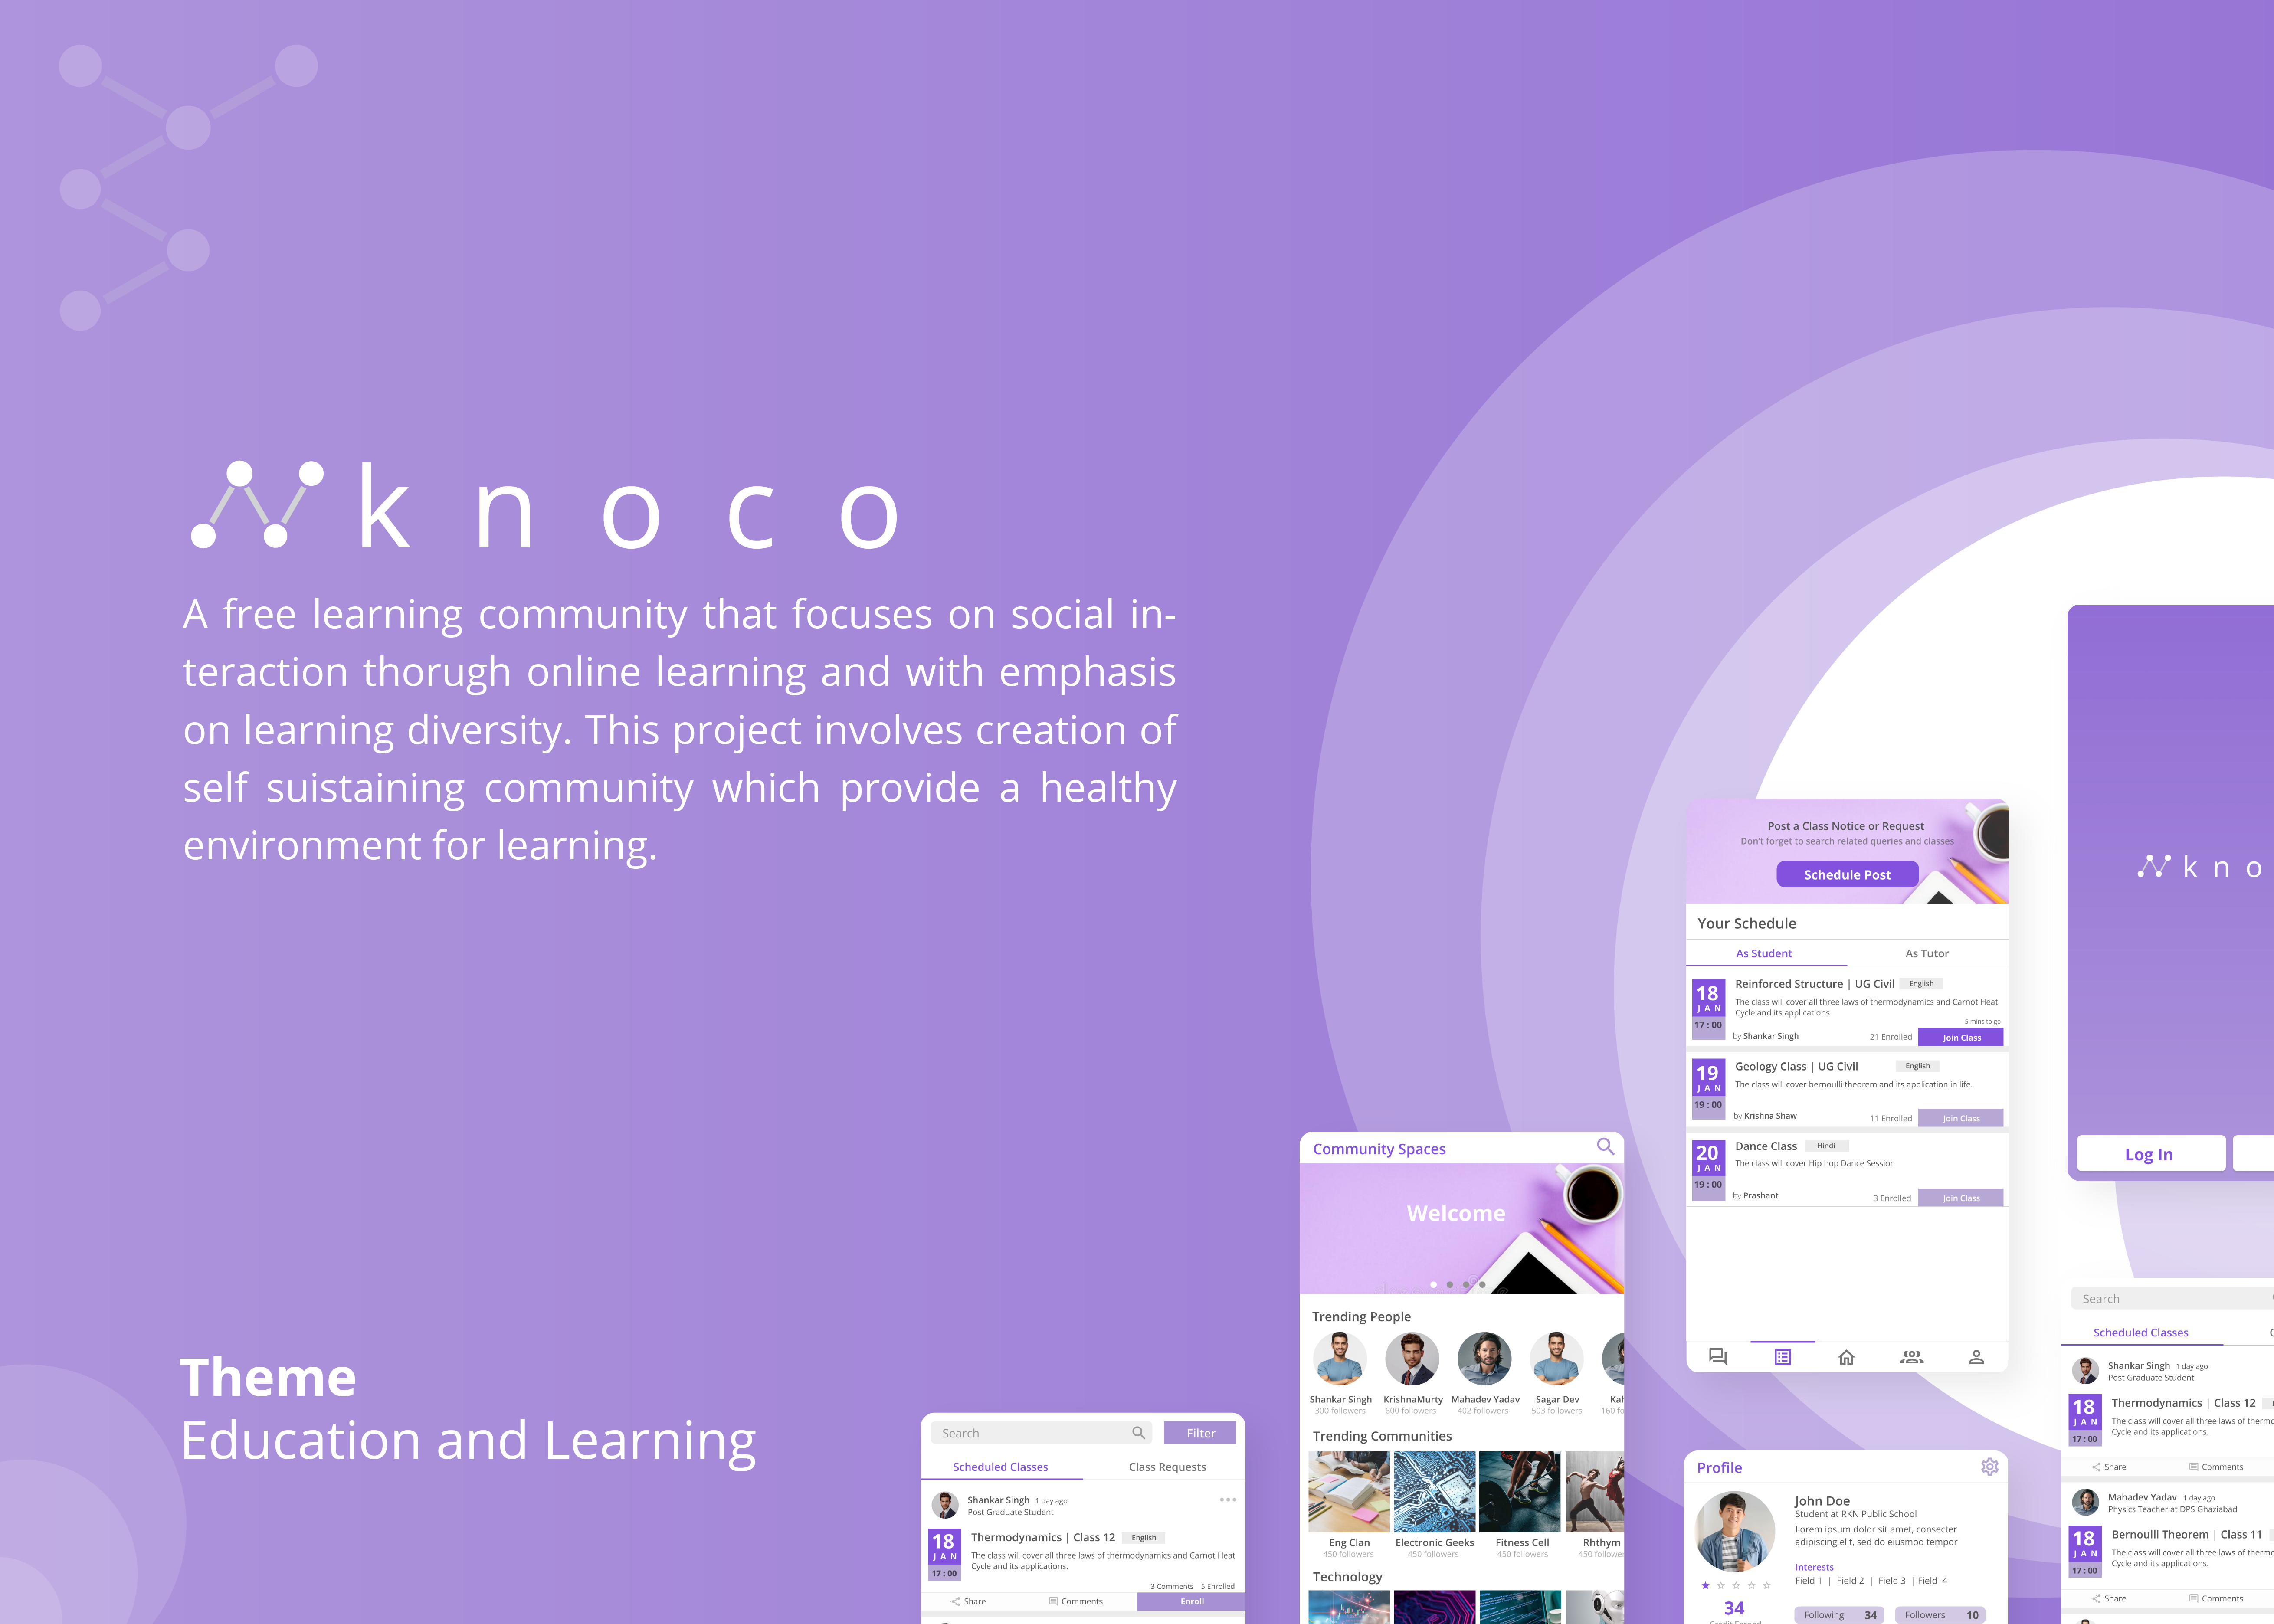 knoco
A free learning community that focuses on social in-
teraction thorugh online learning and with emphasis
on learning diversity. This project involves creation of
self suistaining community which provide a healthy
environment for learning.
Theme
Education and Learning
Search
Filter
Scheduled Classes Class Requests
Shankar Singh 1 day ago
Post Graduate Student
18
JAN
17 : 00
Thermodynamics | Class 12 English
The class will cover all three laws of thermodynamics and Carnot Heat
Cycle and its applications.
3 Comments 5 Enrolled
Share Comments Enroll
Community Spaces
Welcome
Trending People
Shankar Singh KrishnaMurty Mahadev Yadav Sagar Dev
300 followers 600 followers 402 followers 503 followers 160 fo
Trending Communities
Eng Clan Electronic Geeks Fitness Cell Rhthym
450 followers 450 followers 450 followers 450 follower
Technology
Post a Class Notice or Request
Don't forget to search related queries and classes
Schedule Post
Your Schedule
As Student As Tutor
18
JAN
17 : 00
Reinforced Structure | UG Civil English
The class will cover all three laws of thermodynamics and Carnot Heat
Cycle and its applications.
5 mins to go
by Shankar Singh 21 Enrolled Join Class
19
JAN
19 : 00
Geology Class | UG Civil English
The class will cover bernoulli theorem and its application in life.
by Krishna Shaw 11 Enrolled Join Class
20
JAN
19 : 00
Dance Class Hindi
The class will cover Hip hop Dance Session
by Prashant 3 Enrolled Join Class
Profile
John Doe
Student at RKN Public School
Lorem ipsum dolor sit amet, consecter
adipiscing elit, sed do eiusmod tempor
Interests
Field 1 | Field 2 | Field 3 | Field 4
34
Following 34 Followers 10
kno
Log In
Search
Scheduled Classes
Shankar Singh 1 day ago
Post Graduate Student
18
JAN
17 : 00
Thermodynamics | Class 12
The class will cover all three laws of thermo
Cycle and its applications.
Share Comments
Mahadev Yadav 1 day ago
Physics Teacher at DPS Ghaziabad
18
JAN
17 : 00
Bernoulli Theorem | Class 11
The class will cover all three laws of thermo
Cycle and its applications.
Share Comments